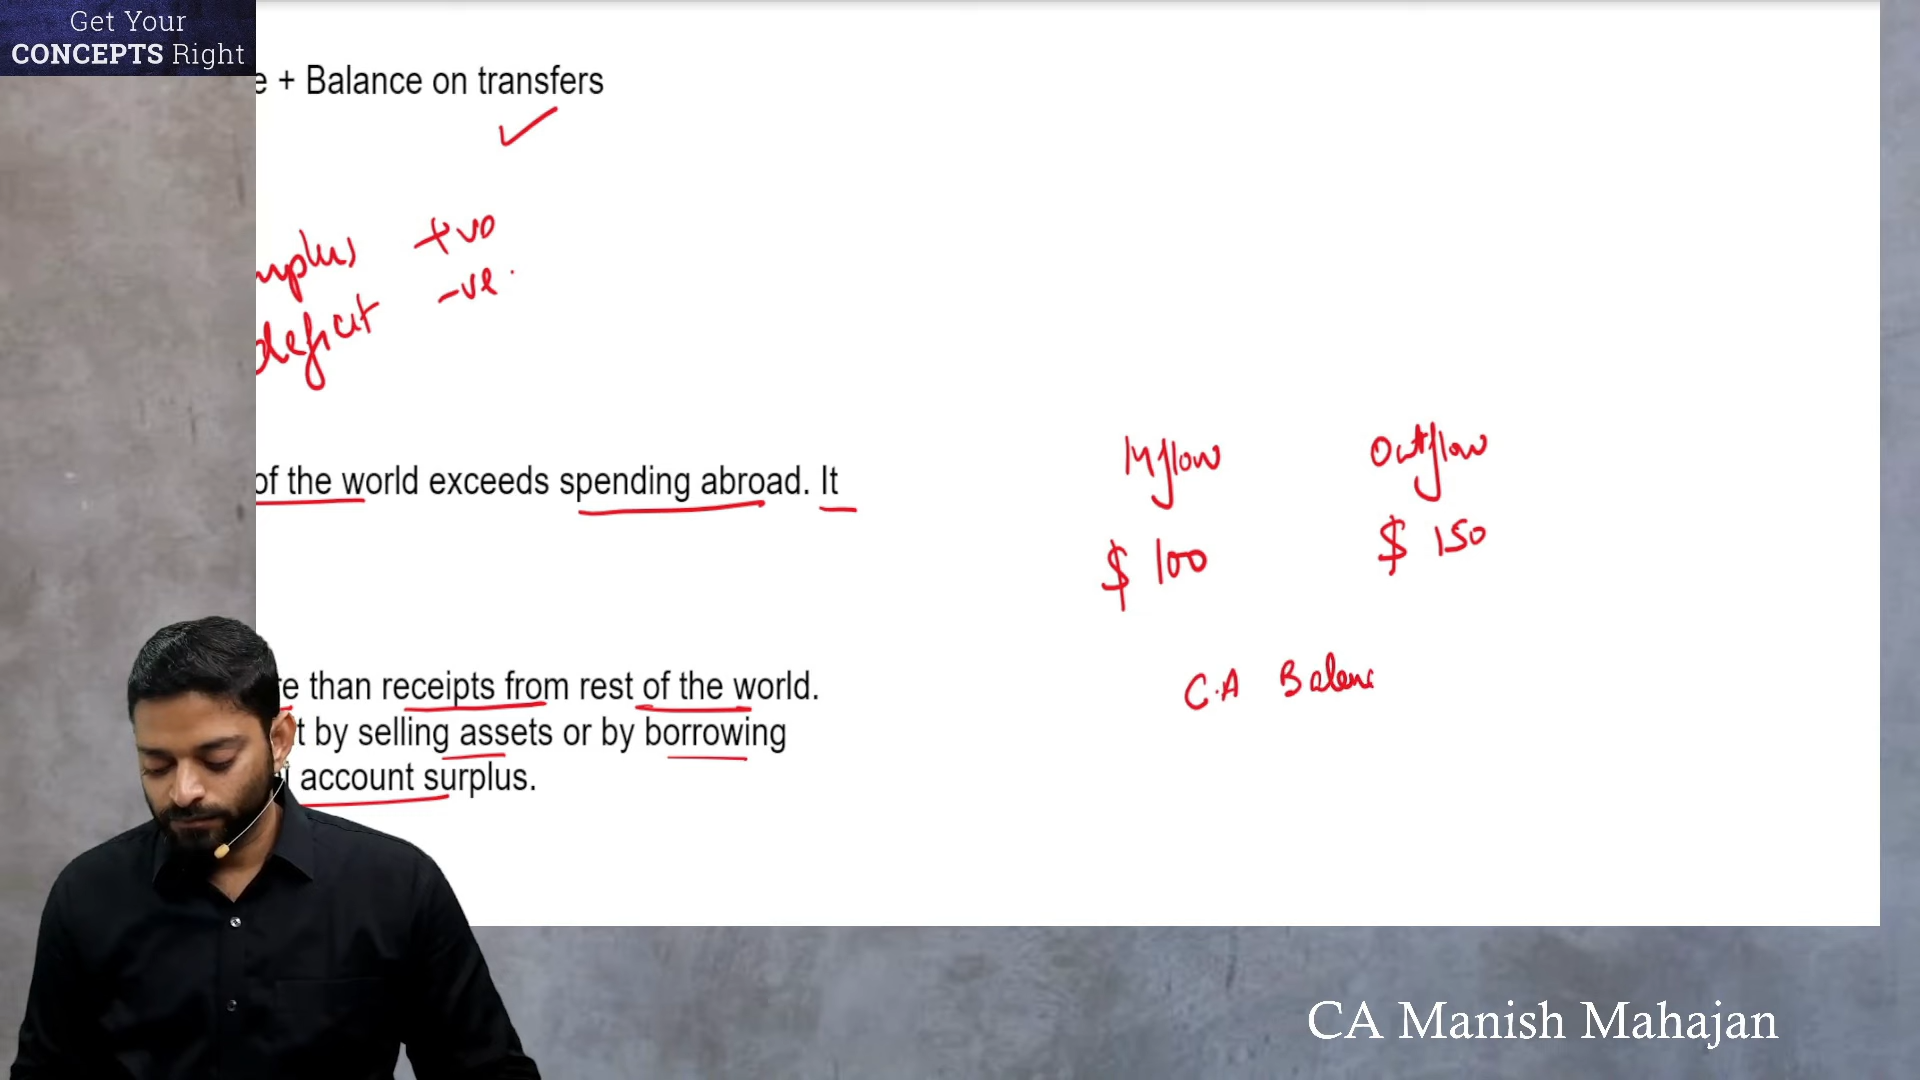 Get Your
CONCEPTS Right
e + Balance on transfers
surplus +ve
deficit -ve
of the world exceeds spending abroad. It
Inflow Outflow
$ 100 $ 150
e than receipts from rest of the world.
C.A Balanc
t by selling assets or by borrowing
account surplus.
CA Manish Mahajan